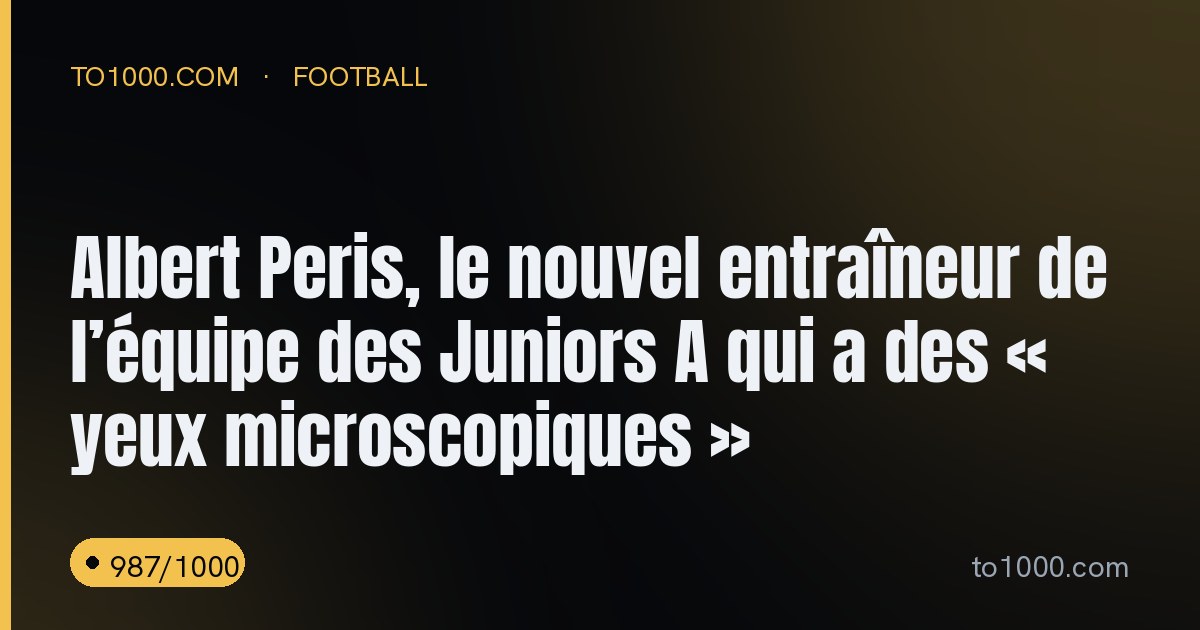 TO1000.COM · FOOTBALL
Albert Peris, le nouvel entraîneur de
l’équipe des Juniors A qui a des «
yeux microscopiques »
987/1000
to1000.com